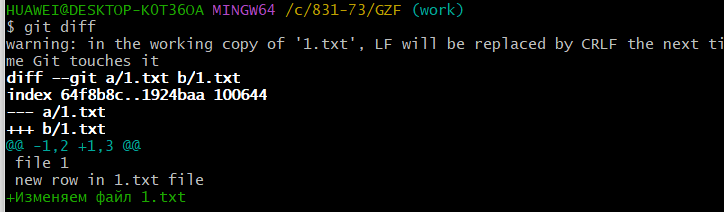 HUAWEI@DESKTOP-K0T36OA MINGW64 /c/831-73/GZF (work)
$ git diff
warning: in the working copy of '1.txt', LF will be replaced by CRLF the next ti
me Git touches it
diff --git a/1.txt b/1.txt
index 64f8b8c..1924baa 100644
--- a/1.txt
+++ b/1.txt
@@ -1,2 +1,3 @@
 file 1
 new row in 1.txt file
+Изменяем файл 1.txt